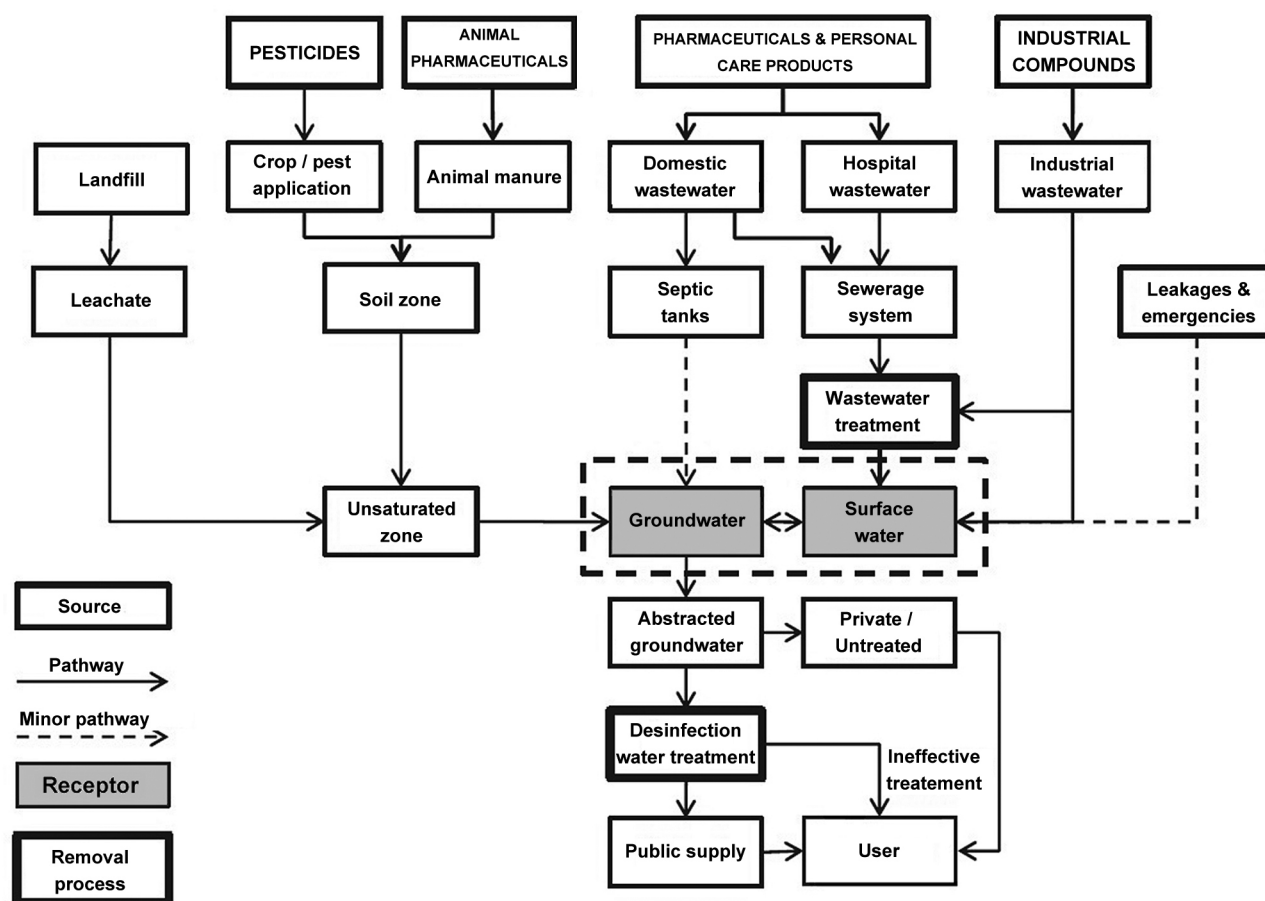 PESTICIDES
ANIMAL
PHARMACEUTICALS
PHARMACEUTICALS & PERSONAL
CARE PRODUCTS
INDUSTRIAL
COMPOUNDS
Landfill
Crop / pest
application
Animal manure
Domestic
wastewater
Hospital
wastewater
Industrial
wastewater
Leachate
Soil zone
Septic
tanks
Sewerage
system
Leakages &
emergencies
Wastewater
treatment
Unsaturated
zone
Groundwater
Surface
water
Source
Abstracted
groundwater
Private /
Untreated
Pathway
Minor pathway
Desinfection
water treatment
Ineffective
treatement
Receptor
Removal
process
Public supply
User